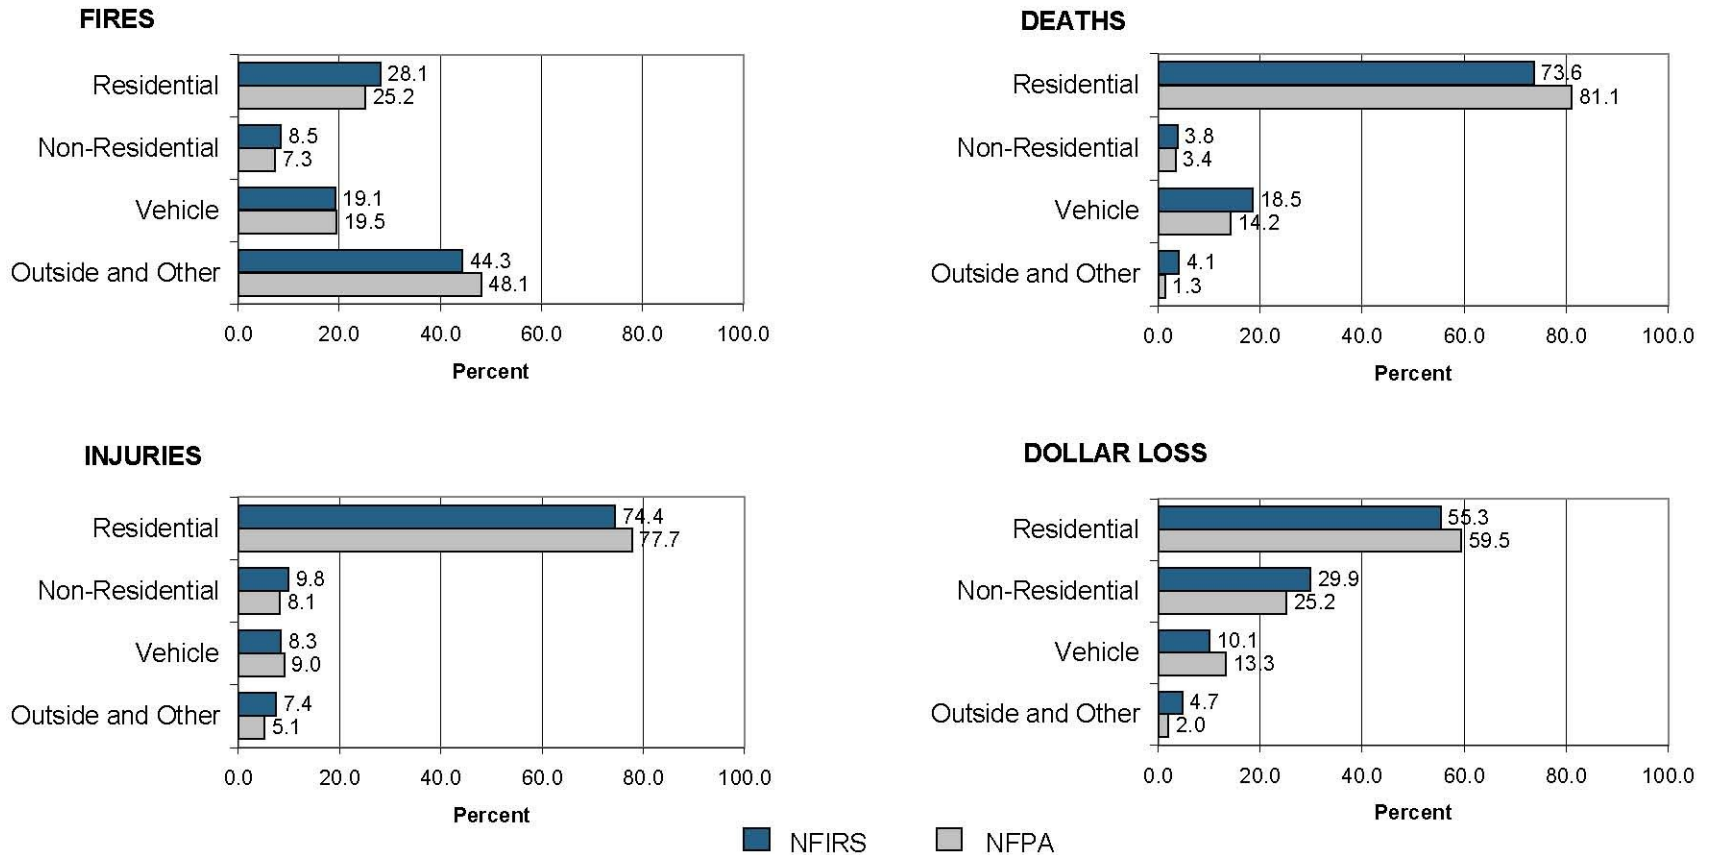 FIRES
Residential 28.1
25.2
Non-Residential 8.5
7.3
Vehicle 19.1
19.5
Outside and Other 44.3
48.1
0.0 20.0 40.0 60.0 80.0 100.0
Percent
DEATHS
Residential 73.6
81.1
Non-Residential 3.8
3.4
Vehicle 18.5
14.2
Outside and Other 4.1
1.3
0.0 20.0 40.0 60.0 80.0 100.0
Percent
INJURIES
Residential 74.4
77.7
Non-Residential 9.8
8.1
Vehicle 8.3
9.0
Outside and Other 7.4
5.1
0.0 20.0 40.0 60.0 80.0 100.0
Percent
DOLLAR LOSS
Residential 55.3
59.5
Non-Residential 29.9
25.2
Vehicle 10.1
13.3
Outside and Other 4.7
2.0
0.0 20.0 40.0 60.0 80.0 100.0
Percent
NFIRS NFPA